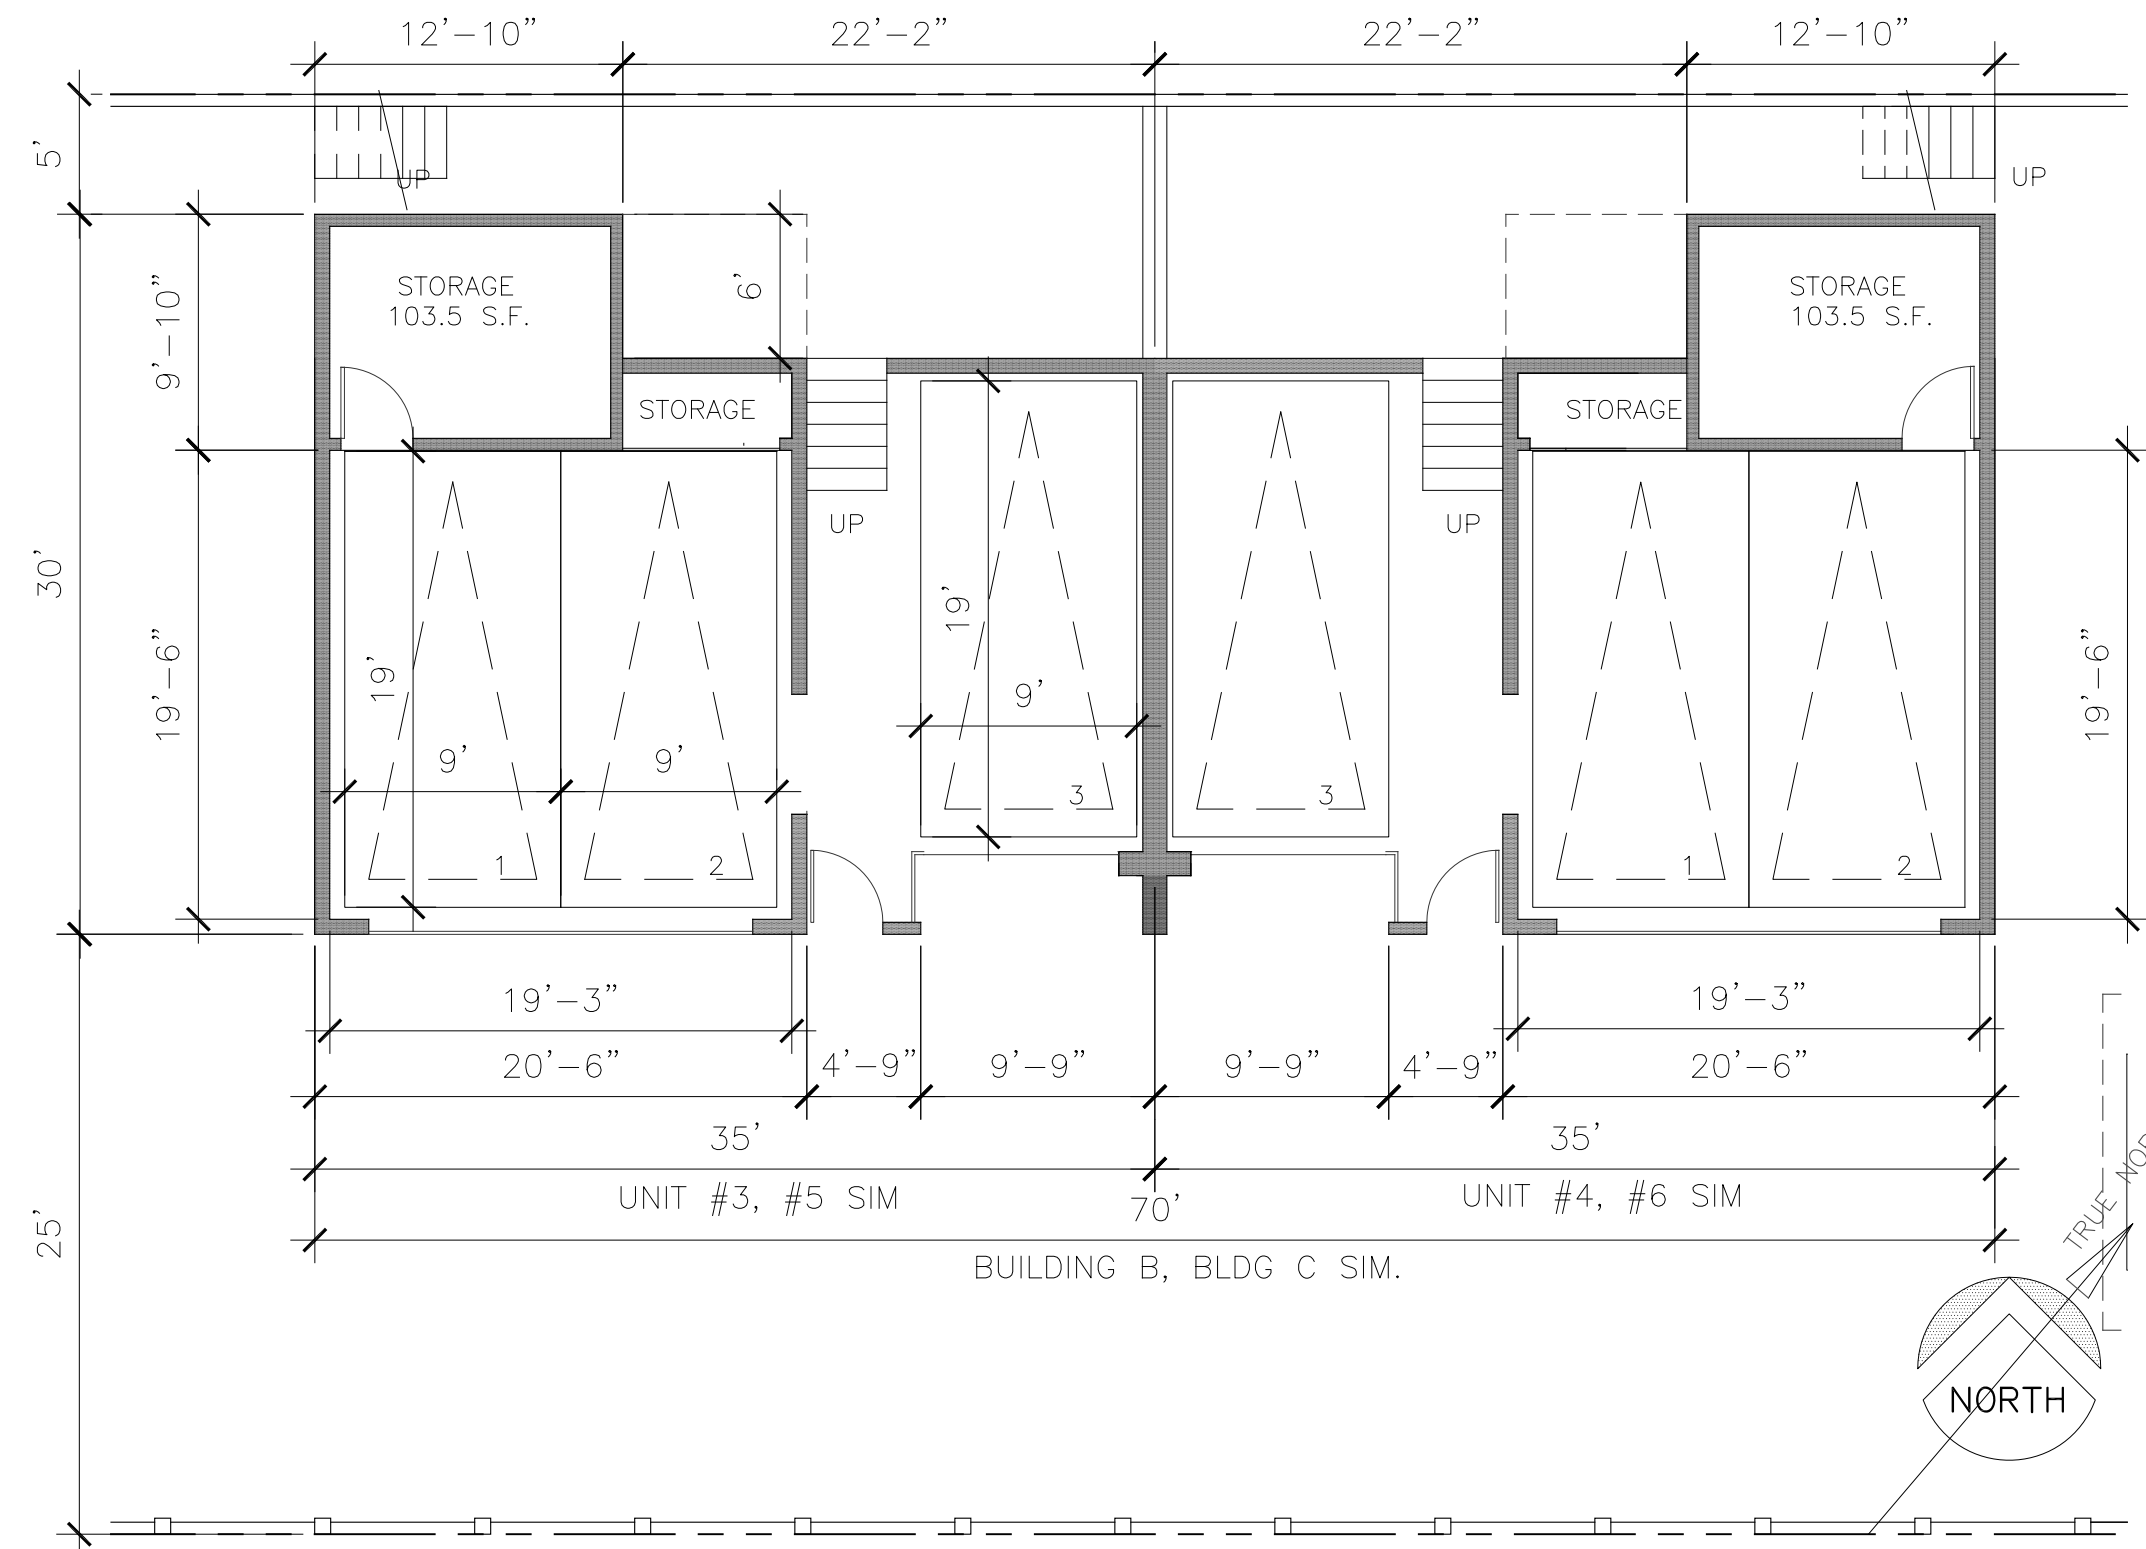 12'-10"
22'-2"
22'-2"
12'-10"
5'
UP
UP
STORAGE
103.5 S.F.
6'
STORAGE
103.5 S.F.
9'-10"
STORAGE
STORAGE
UP
UP
30'
19'-6"
19'
19'
9'
9'
9'
19'-6"
1
2
3
3
1
2
19'-3"
19'-3"
20'-6"
4'-9"
9'-9"
9'-9"
4'-9"
20'-6"
35'
35'
UNIT #3, #5 SIM
70'
UNIT #4, #6 SIM
25'
BUILDING B, BLDG C SIM.
TRUE
NORTH